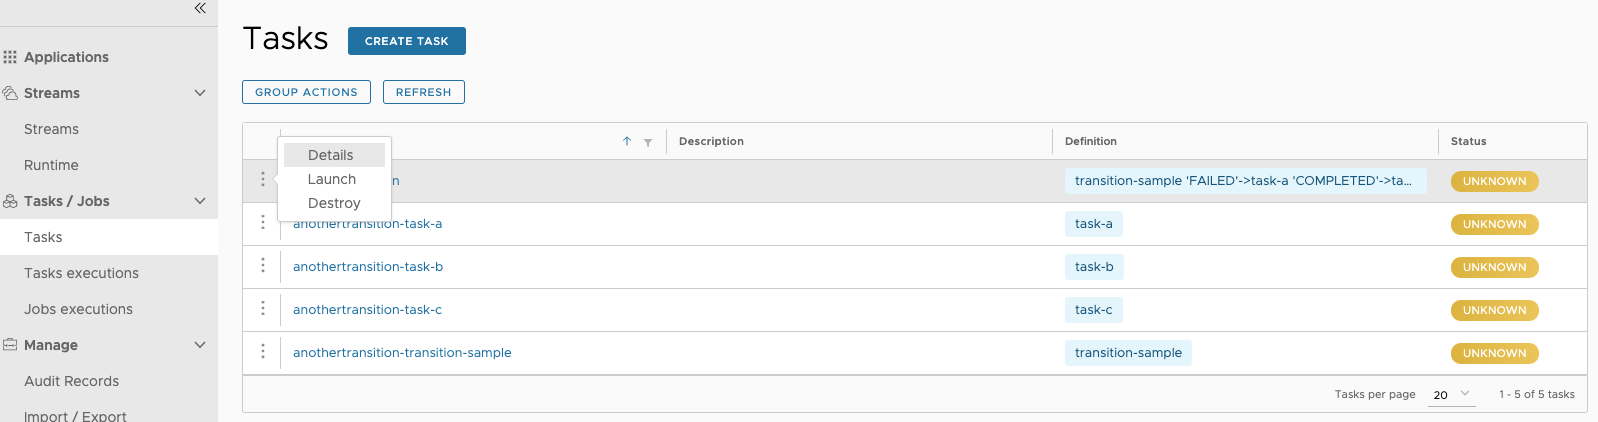 Applications
Streams
Streams
Runtime
Tasks / Jobs
Tasks
Tasks executions
Jobs executions
Manage
Audit Records
Import / Export
Tasks CREATE TASK
GROUP ACTIONS REFRESH
Description Definition Status
Details
Launch
Destroy
n transition-sample 'FAILED'->task-a 'COMPLETED'->ta... UNKNOWN
anothertransition-task-a task-a UNKNOWN
anothertransition-task-b task-b UNKNOWN
anothertransition-task-c task-c UNKNOWN
anothertransition-transition-sample transition-sample UNKNOWN
Tasks per page 20 1 - 5 of 5 tasks